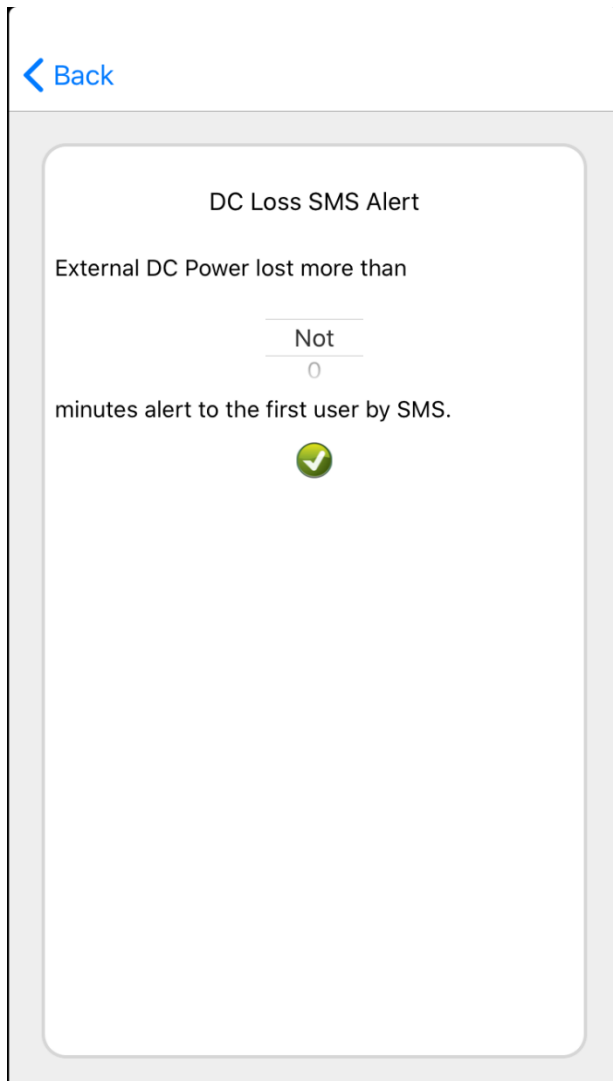 Back
DC Loss SMS Alert
External DC Power lost more than
Not
0
minutes alert to the first user by SMS.